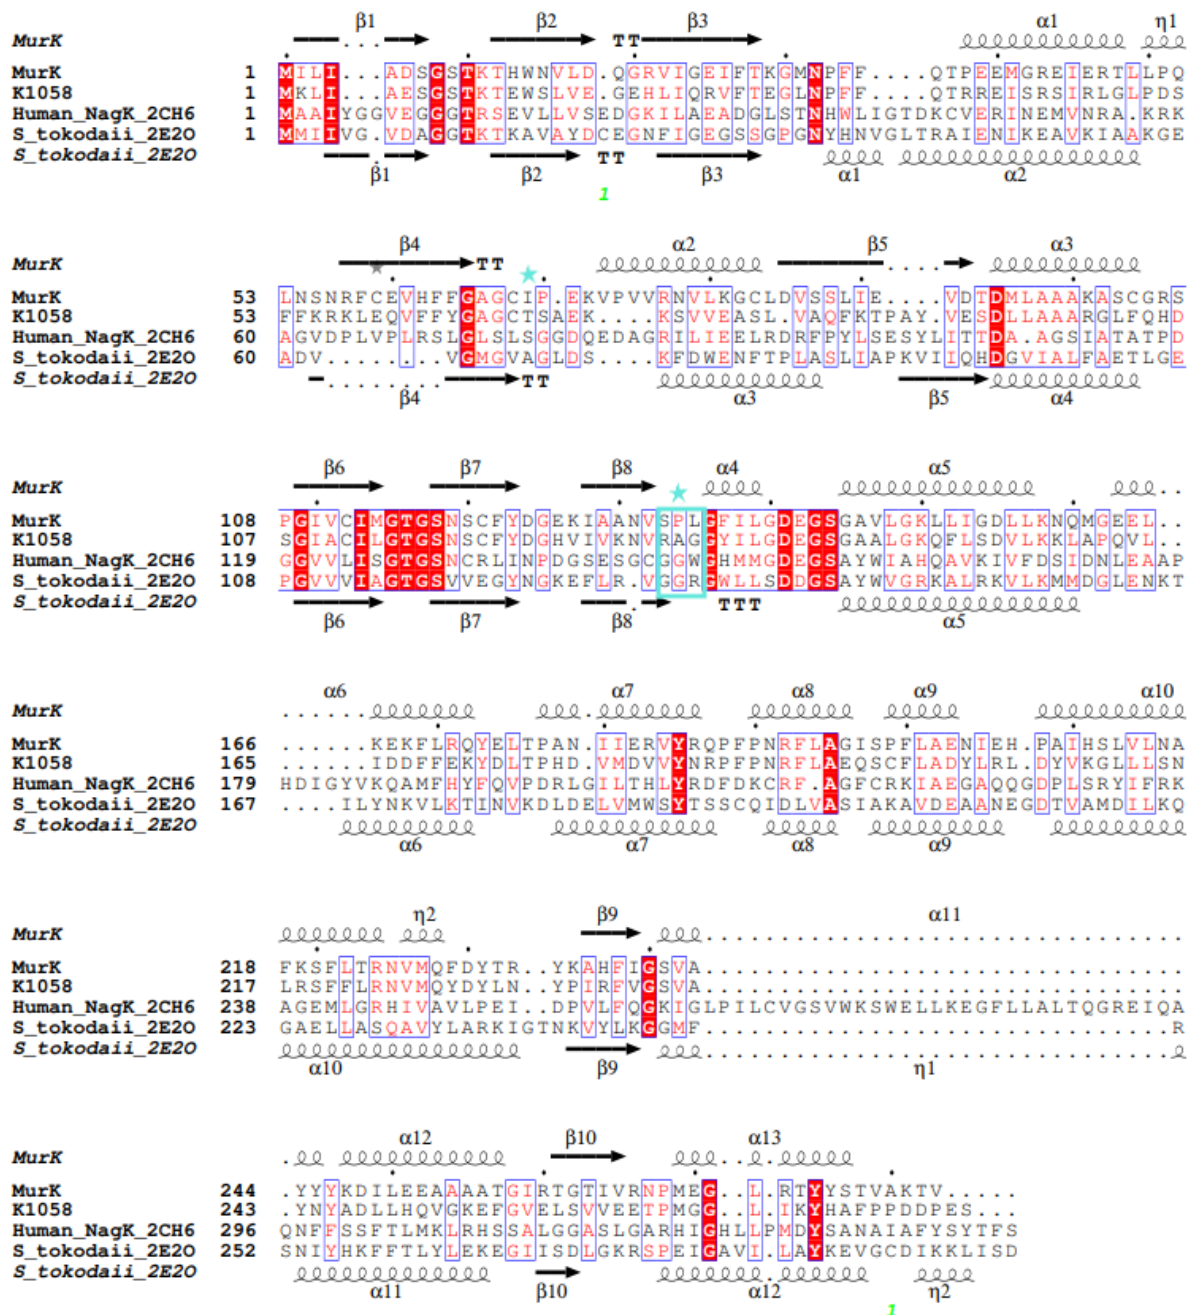 β1 β2 β3 α1 η1
MurK TT
MurK 1 MILI...ADSGSTKTHWNVLD.QGRVIGEIFTKGMNPFF....QTPEEMGREIERTLLPQ
K1058 1 MKLI...AESGSTKTEWSLVE.GEHLIQRVFTEGLNPFF....QTRREISRSIRLGLPDS
Human_NagK_2CH6 1 MAAIYGGVEGGGTRSEVLLVSEDGKILAEADGLSTNHWLIGTDKCVERINEMVNRA.KRK
S_tokodaii_2E2O 1 MMIIVG.VDAGGTKTKAVAYDCEGNFIGEGSSGPGNYHNVGLTRAIENIKEAVKIAAKGE
S_tokodaii_2E2O TT
β1 β2 β3 α1 α2
1
β4 α2 β5 α3
MurK TT ....
MurK 53 LNSNRFCEVHFFGAGCIP.EKVPVVRNVLKGCLDVSSLIE....VDTDMLAAAKASCGRS
K1058 53 FFKRKLEQVFFYGAGCTSAEK....KSVVEASL.VAQFKTPAY.VESDLLAAARGLFQHD
Human_NagK_2CH6 60 AGVDPLVPLRSLGLSLSGGDQEDAGRILIEELRDRFPYLSESYLITTDA.AGSIATATPD
S_tokodaii_2E2O 60 ADV.......VGMGVAGLDS....KFDWENFTPLASLIAPKVIIQHDGVIALFAETLGE
S_tokodaii_2E2O ........ TT
β4 α3 β5 α4
β6 β7 β8 α4 α5
MurK ..
MurK 108 PGIVCIMGTGSNSCFYDGEKIAANVSPLGFILGDEGSGAVLGKLLIGDLLKNQMGEEL..
K1058 107 SGIACILGTGSNSCFYDGHVIVKNVRAGGYILGDEGSGAALGKQFLSDVLKKLAPQVL..
Human_NagK_2CH6 119 GGVVLISGTGSNCRLINPDGSESGCGGWGHMMGDEGSAYWIAHQAVKIVFDSIDNLEAAP
S_tokodaii_2E2O 108 PGVVVIAGTGSVVEGYNGKEFLR.VGGRGWLLSDDGSAYWVGRKALRKVLKMMDGLENKT
S_tokodaii_2E2O . TTT
β6 β7 β8 α5
α6 α7 α8 α9 α10
MurK ...... .
MurK 166 ......KEKFLRQYELTPAN.IIERVYRQPFPNRFLAGISPFLAENIEH.PAIHSLVLNA
K1058 165 ......IDDFFEKYDLTPHD.VMDVVYNRPFPNRFLAEQSCFLADYLRL.DYVKGLLLSN
Human_NagK_2CH6 179 HDIGYVKQAMFHYFQVPDRLGILTHLYRDFDKCRF.AGFCRKIAEGAQQGDPLSRYIFRK
S_tokodaii_2E2O 167 ....ILYNKVLKTINVKDLDELVMWSYTSSCQIDLVASIAKAVDEAANEGDTVAMDILKQ
S_tokodaii_2E2O
α6 α7 α8 α9 α10
η2 β9 α11
MurK ...............................
MurK 218 FKSFLTRNVMQFDYTR..YKAHFIGSVA................................
K1058 217 LRSFFLRNVMQYDYLN..YPIRFVGSVA................................
Human_NagK_2CH6 238 AGEMLGRHIVAVLPEI..DPVLFQGKIGLPILCVGSVWKSWELLKEGFLLALTQGREIQA
S_tokodaii_2E2O 223 GAELLASQAVYLARKIGTNKVYLKGGMF...............................R
S_tokodaii_2E2O ...............................
α10 β9 η1
α12 β10 α13
MurK . .. ..
MurK 244 .YYYKDILEEAAAATGIRTGTIVRNPMEG..L.RTYYSTVAKTV.....
K1058 243 .YNYADLLHQVGKEFGVELSVVEETPMGG..L.IKYHAFPPDDPES...
Human_NagK_2CH6 296 QNFFSSFTLMKLRHSSALGGASLGARHIGHLLPMDYSANAIAFYSYTFS
S_tokodaii_2E2O 252 SNIYHKFFTLYLEKEGIISDLGKRSPEIGAVI.LAYKEVGCDIKKLISD
S_tokodaii_2E2O .
α11 β10 α12 η2
1